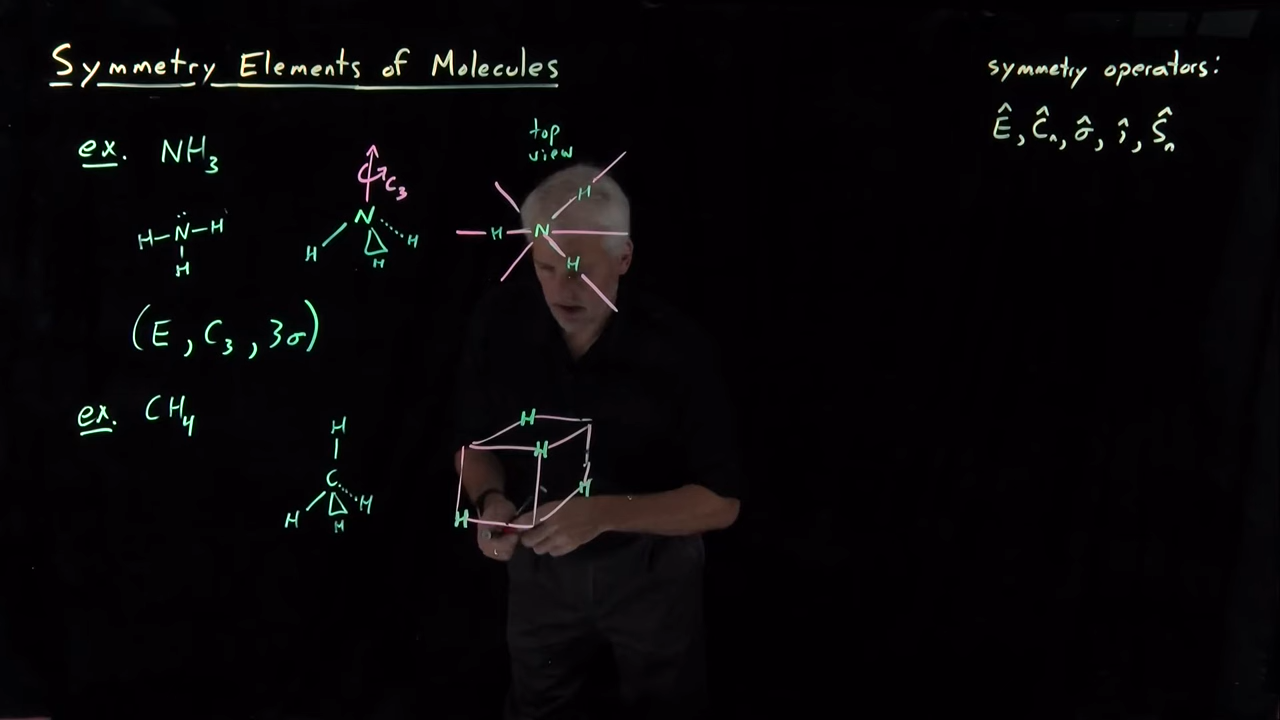 Symmetry Elements of Molecules
symmetry operators:
Ê, Ĉₙ, σ̂, î, Ŝₙ
ex. NH₃
top
view
C₃
N
H
H
H
H-N̈-H
H
H
H-N
H
(E, C₃, 3σ)
ex. CH₄
H
C
H
H
H
H
H
H
H